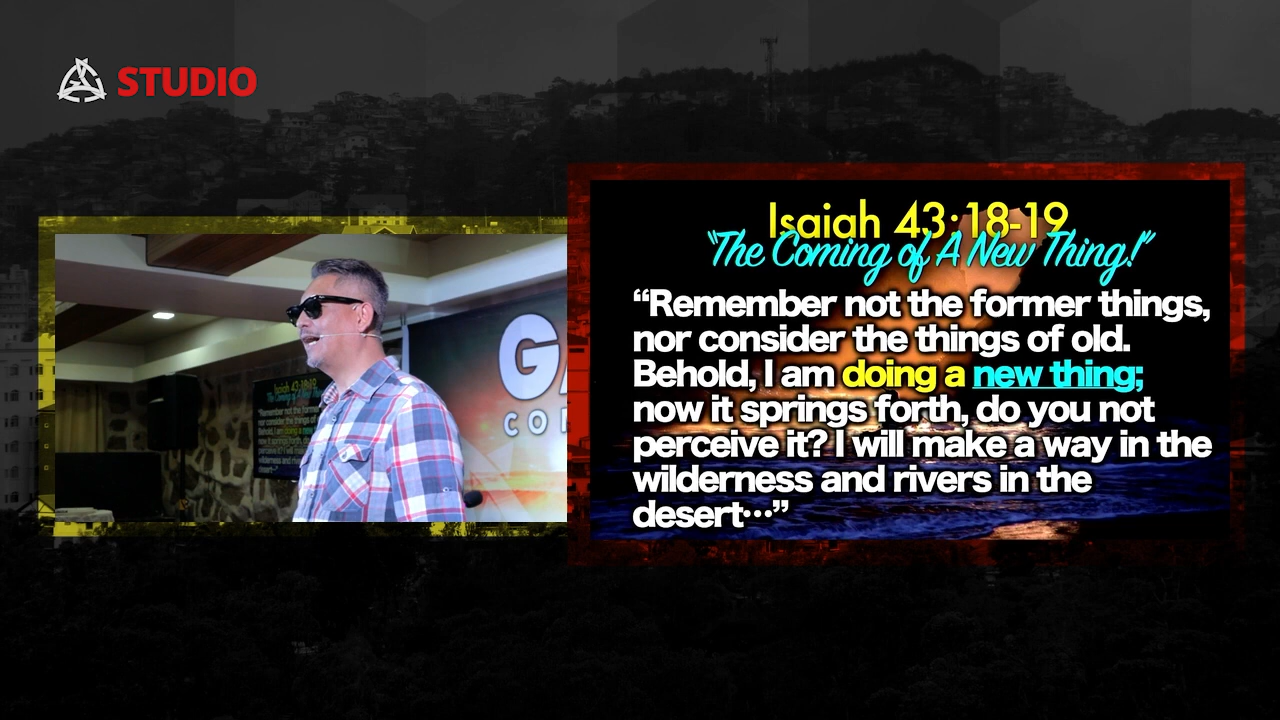 STUDIO
Isaiah 43:18-19
"The Coming of A New Thing!"
“Remember not the former things,
nor consider the things of old.
Behold, I am doing a new thing;
now it springs forth, do you not
perceive it? I will make a way in the
wilderness and rivers in the
desert…”